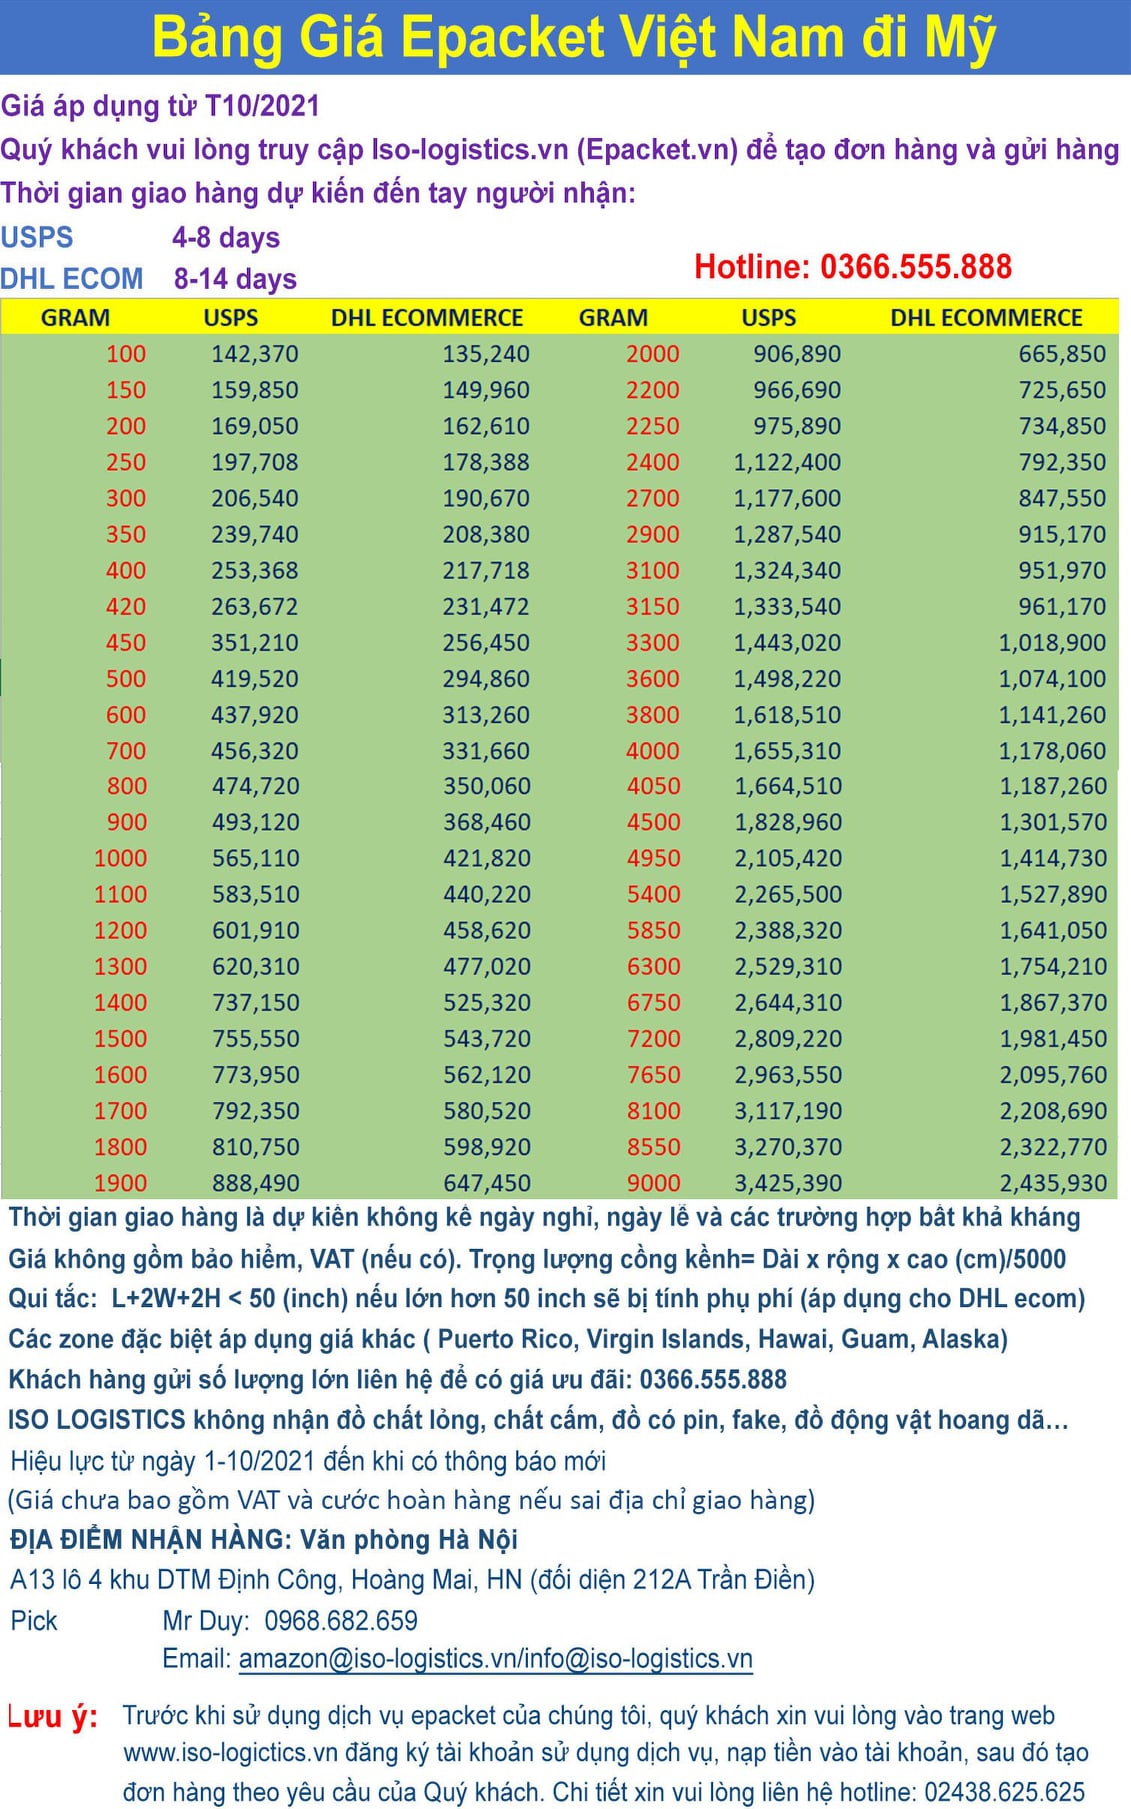 Bảng Giá Epacket Việt Nam đi Mỹ
Giá áp dụng từ T10/2021
Quý khách vui lòng truy cập Iso-logistics.vn (Epacket.vn) để tạo đơn hàng và gửi hàng
Thời gian giao hàng dự kiến đến tay người nhận:
USPS 4-8 days
DHL ECOM 8-14 days
Hotline: 0366.555.888
GRAM USPS DHL ECOMMERCE GRAM USPS DHL ECOMMERCE
100 142,370 135,240 2000 906,890 665,850
150 159,850 149,960 2200 966,690 725,650
200 169,050 162,610 2250 975,890 734,850
250 197,708 178,388 2400 1,122,400 792,350
300 206,540 190,670 2700 1,177,600 847,550
350 239,740 208,380 2900 1,287,540 915,170
400 253,368 217,718 3100 1,324,340 951,970
420 263,672 231,472 3150 1,333,540 961,170
450 351,210 256,450 3300 1,443,020 1,018,900
500 419,520 294,860 3600 1,498,220 1,074,100
600 437,920 313,260 3800 1,618,510 1,141,260
700 456,320 331,660 4000 1,655,310 1,178,060
800 474,720 350,060 4050 1,664,510 1,187,260
900 493,120 368,460 4500 1,828,960 1,301,570
1000 565,110 421,820 4950 2,105,420 1,414,730
1100 583,510 440,220 5400 2,265,500 1,527,890
1200 601,910 458,620 5850 2,388,320 1,641,050
1300 620,310 477,020 6300 2,529,310 1,754,210
1400 737,150 525,320 6750 2,644,310 1,867,370
1500 755,550 543,720 7200 2,809,220 1,981,450
1600 773,950 562,120 7650 2,963,550 2,095,760
1700 792,350 580,520 8100 3,117,190 2,208,690
1800 810,750 598,920 8550 3,270,370 2,322,770
1900 888,490 647,450 9000 3,425,390 2,435,930
Thời gian giao hàng là dự kiến không kể ngày nghỉ, ngày lễ và các trường hợp bất khả kháng
Giá không gồm bảo hiểm, VAT (nếu có). Trọng lượng cồng kềnh= Dài x rộng x cao (cm)/5000
Qui tắc: L+2W+2H < 50 (inch) nếu lớn hơn 50 inch sẽ bị tính phụ phí (áp dụng cho DHL ecom)
Các zone đặc biệt áp dụng giá khác ( Puerto Rico, Virgin Islands, Hawai, Guam, Alaska)
Khách hàng gửi số lượng lớn liên hệ để có giá ưu đãi: 0366.555.888
ISO LOGISTICS không nhận đồ chất lỏng, chất cấm, đồ có pin, fake, đồ động vật hoang dã...
Hiệu lực từ ngày 1-10/2021 đến khi có thông báo mới
(Giá chưa bao gồm VAT và cước hoàn hàng nếu sai địa chỉ giao hàng)
ĐỊA ĐIỂM NHẬN HÀNG: Văn phòng Hà Nội
A13 lô 4 khu DTM Định Công, Hoàng Mai, HN (đối diện 212A Trần Điền)
Pick Mr Duy: 0968.682.659
Email: amazon@iso-logistics.vn/info@iso-logistics.vn
Lưu ý: Trước khi sử dụng dịch vụ epacket của chúng tôi, quý khách xin vui lòng vào trang web
www.iso-logictics.vn đăng ký tài khoản sử dụng dịch vụ, nạp tiền vào tài khoản, sau đó tạo
đơn hàng theo yêu cầu của Quý khách. Chi tiết xin vui lòng liên hệ hotline: 02438.625.625